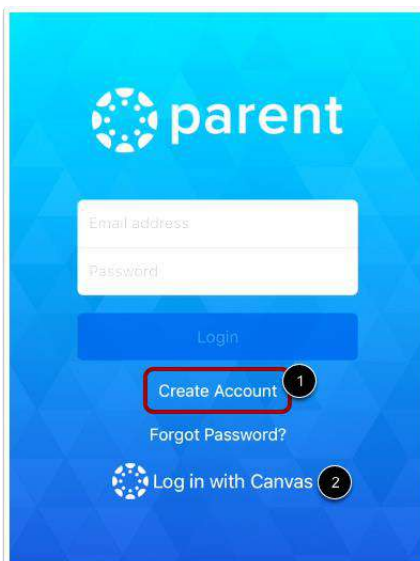 parent
Email address
Password
Login
Create Account 1
Forgot Password?
Log in with Canvas 2